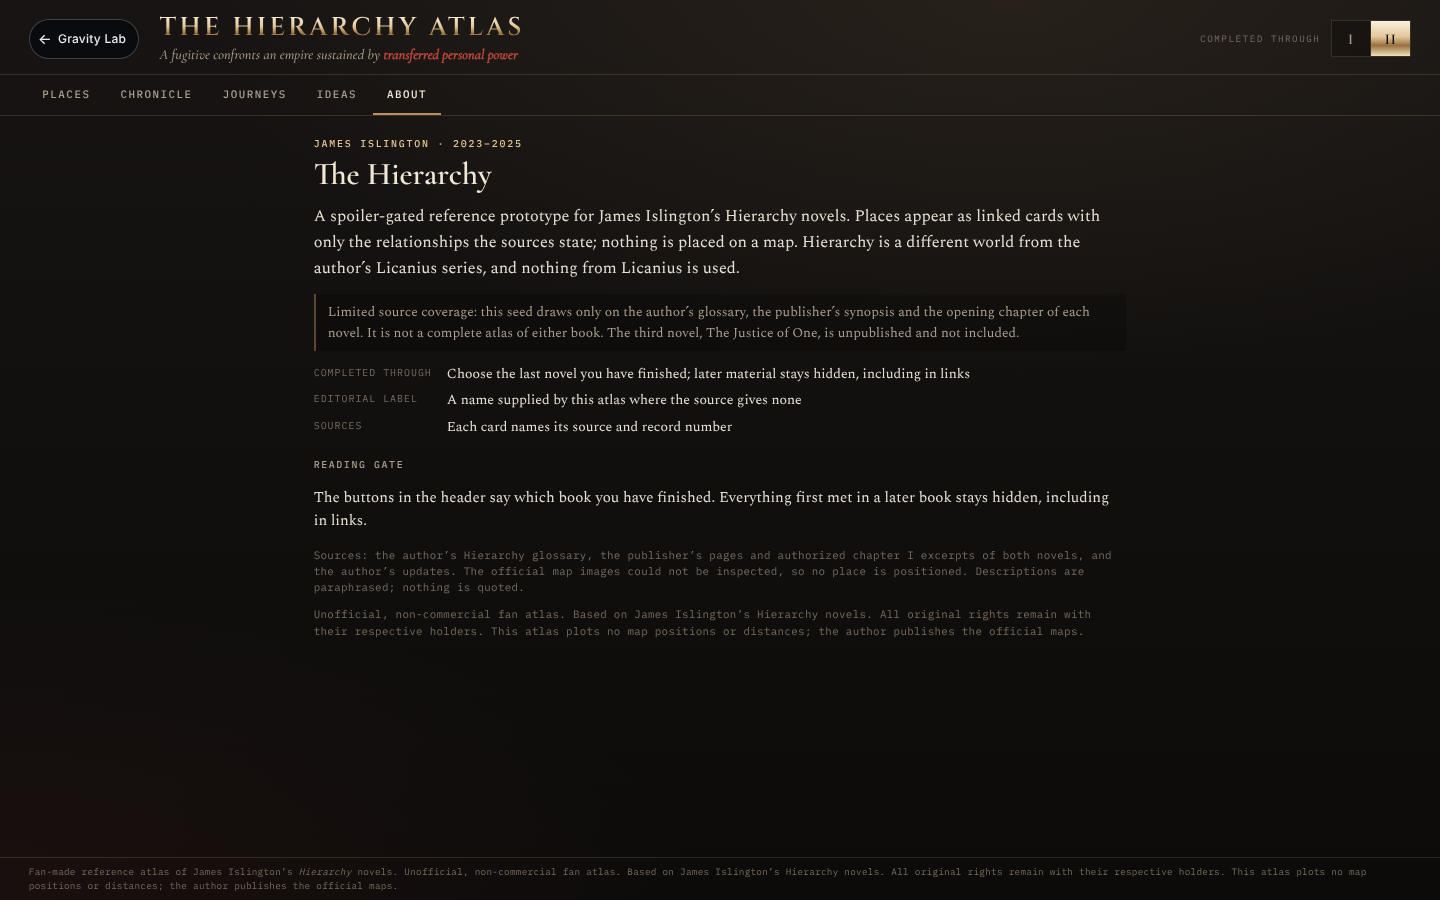 ← Gravity Lab
THE HIERARCHY ATLAS
A fugitive confronts an empire sustained by transferred personal power
COMPLETED THROUGH I II
PLACES CHRONICLE JOURNEYS IDEAS ABOUT
JAMES ISLINGTON · 2023–2025
The Hierarchy
A spoiler-gated reference prototype for James Islington’s Hierarchy novels. Places appear as linked cards with
only the relationships the sources state; nothing is placed on a map. Hierarchy is a different world from the
author’s Licanius series, and nothing from Licanius is used.
Limited source coverage: this seed draws only on the author’s glossary, the publisher’s synopsis and the opening chapter of each
novel. It is not a complete atlas of either book. The third novel, The Justice of One, is unpublished and not included.
COMPLETED THROUGH Choose the last novel you have finished; later material stays hidden, including in links
EDITORIAL LABEL A name supplied by this atlas where the source gives none
SOURCES Each card names its source and record number
READING GATE
The buttons in the header say which book you have finished. Everything first met in a later book stays hidden, including
in links.
Sources: the author’s Hierarchy glossary, the publisher’s pages and authorized chapter I excerpts of both novels, and
the author’s updates. The official map images could not be inspected, so no place is positioned. Descriptions are
paraphrased; nothing is quoted.
Unofficial, non-commercial fan atlas. Based on James Islington’s Hierarchy novels. All original rights remain with
their respective holders. This atlas plots no map positions or distances; the author publishes the official maps.
Fan-made reference atlas of James Islington’s Hierarchy novels. Unofficial, non-commercial fan atlas. Based on James Islington’s Hierarchy novels. All original rights remain with their respective holders. This atlas plots no map
positions or distances; the author publishes the official maps.